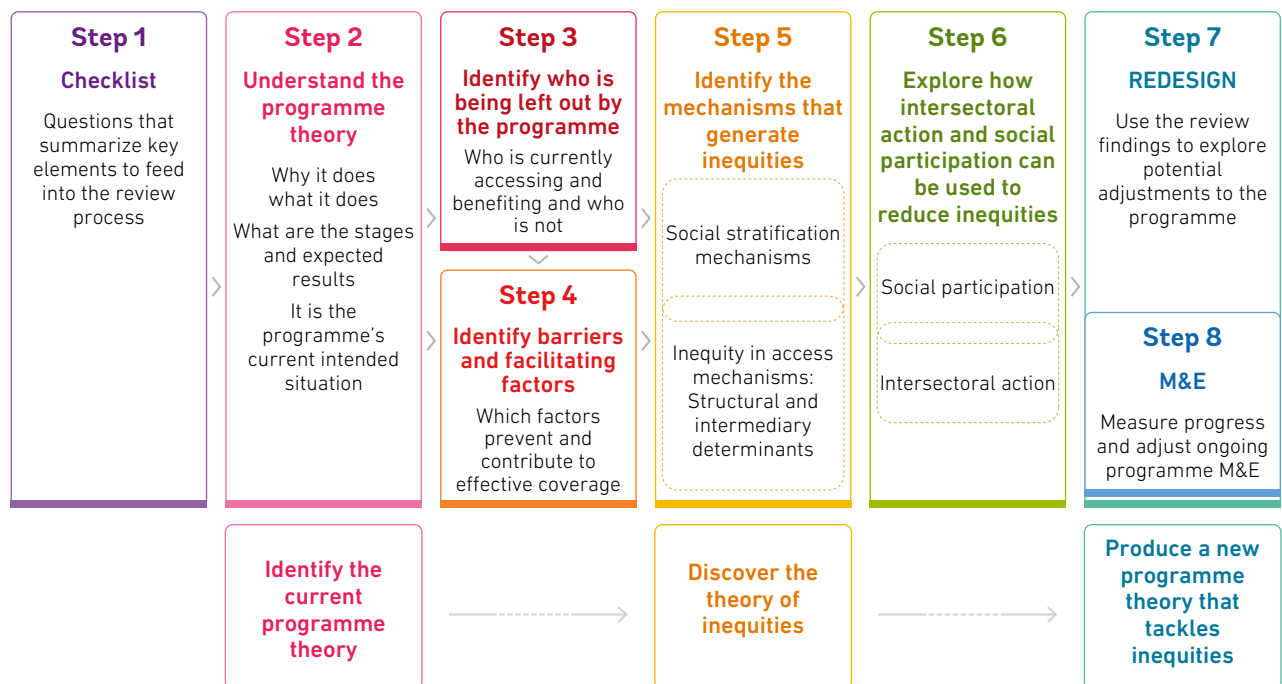 Step 1
Checklist
Questions that
summarize key
elements to feed
into the review
process
Step 2
Understand the
programme
theory
Why it does
what it does
What are the stages
and expected
results
It is the
programme's
current intended
situation
Step 3
Identify who is
being left out by
the programme
Who is currently
accessing and
benefiting and who
is not
Step 4
Identify barriers
and facilitating
factors
Which factors
prevent and
contribute to
effective coverage
Step 5
Identify the
mechanisms that
generate
inequities
Social stratification
mechanisms
Inequity in access
mechanisms:
Structural and
intermediary
determinants
Step 6
Explore how
intersectoral
action and social
participation can
be used to
reduce inequities
Social participation
Intersectoral action
Step 7
REDESIGN
Use the review
findings to explore
potential
adjustments to the
programme
Step 8
M&E
Measure progress
and adjust ongoing
programme M&E
Identify the
current
programme
theory
Discover the
theory of
inequities
Produce a new
programme
theory that
tackles
inequities